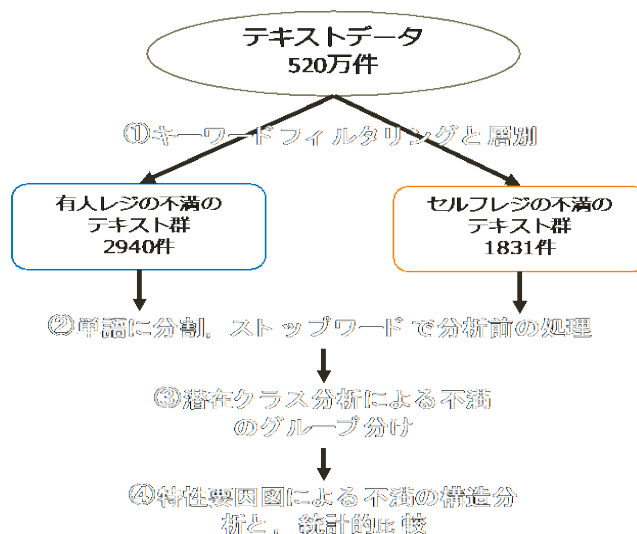 テキストデータ
520万件
①キーワードフィルタリングと層別
有人レジの不満の
テキスト群
2940件
セルフレジの不満の
テキスト群
1831件
②単語に分割，ストップワードで分析前の処理
③潜在クラス分析による不満
のグループ分け
④特性要因図による不満の構造分
析と，統計的比較